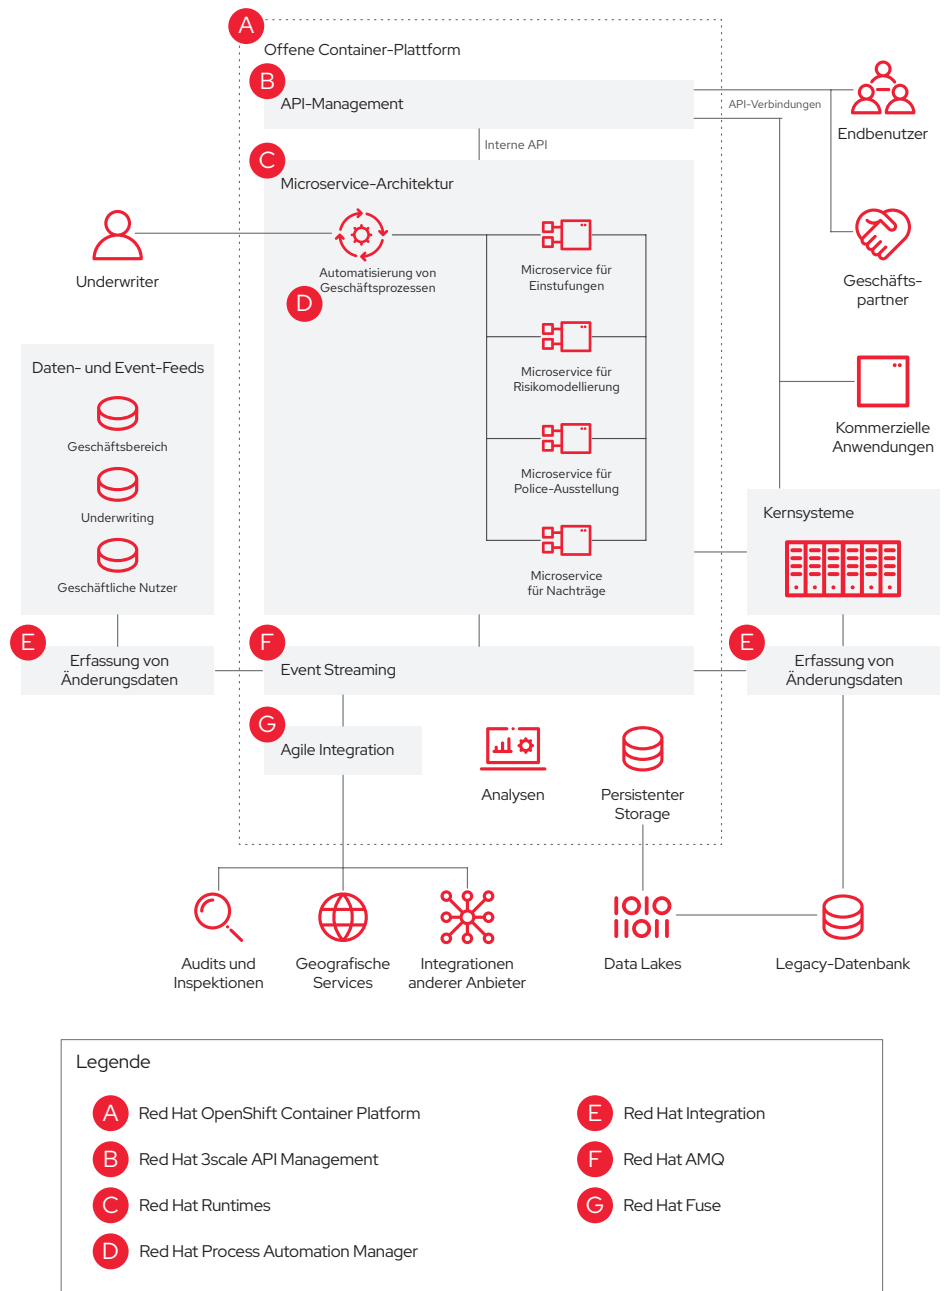 A
Offene Container-Plattform
B
API-Management
API-Verbindungen
Endbenutzer
Interne API
C
Microservice-Architektur
Underwriter
Automatisierung von
Geschäftsprozessen
D
Microservice für
Einstufungen
Geschäfts-
partner
Daten- und Event-Feeds
Geschäftsbereich
Underwriting
Geschäftliche Nutzer
Microservice für
Risikomodellierung
Microservice für
Police-Ausstellung
Microservice
für Nachträge
Kommerzielle
Anwendungen
Kernsysteme
E
Erfassung von
Änderungsdaten
F
Event Streaming
E
Erfassung von
Änderungsdaten
G
Agile Integration
Analysen
Persistenter
Storage
Audits und
Inspektionen
Geografische
Services
Integrationen
anderer Anbieter
Data Lakes
Legacy-Datenbank
Legende
A Red Hat OpenShift Container Platform
B Red Hat 3scale API Management
C Red Hat Runtimes
D Red Hat Process Automation Manager
E Red Hat Integration
F Red Hat AMQ
G Red Hat Fuse